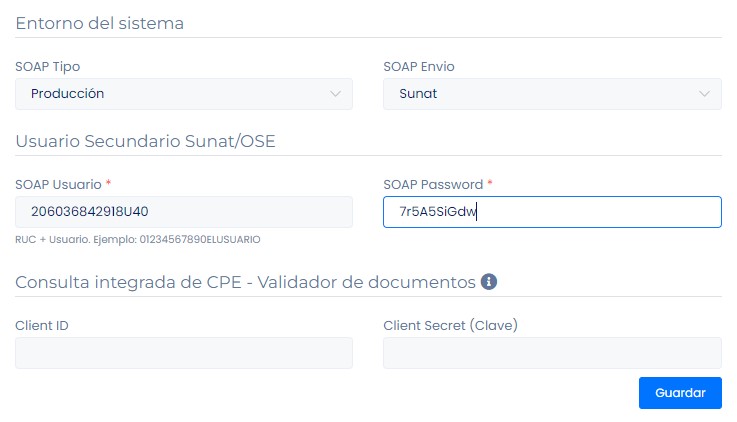 Entorno del sistema
SOAP Tipo
SOAP Envio
Producción
Sunat
Usuario Secundario Sunat/OSE
SOAP Usuario *
SOAP Password *
206036842918U40
7r5A5SiGdw
RUC + Usuario. Ejemplo: 01234567890ELUSUARIO
Consulta integrada de CPE - Validador de documentos
Client ID
Client Secret (Clave)
Guardar